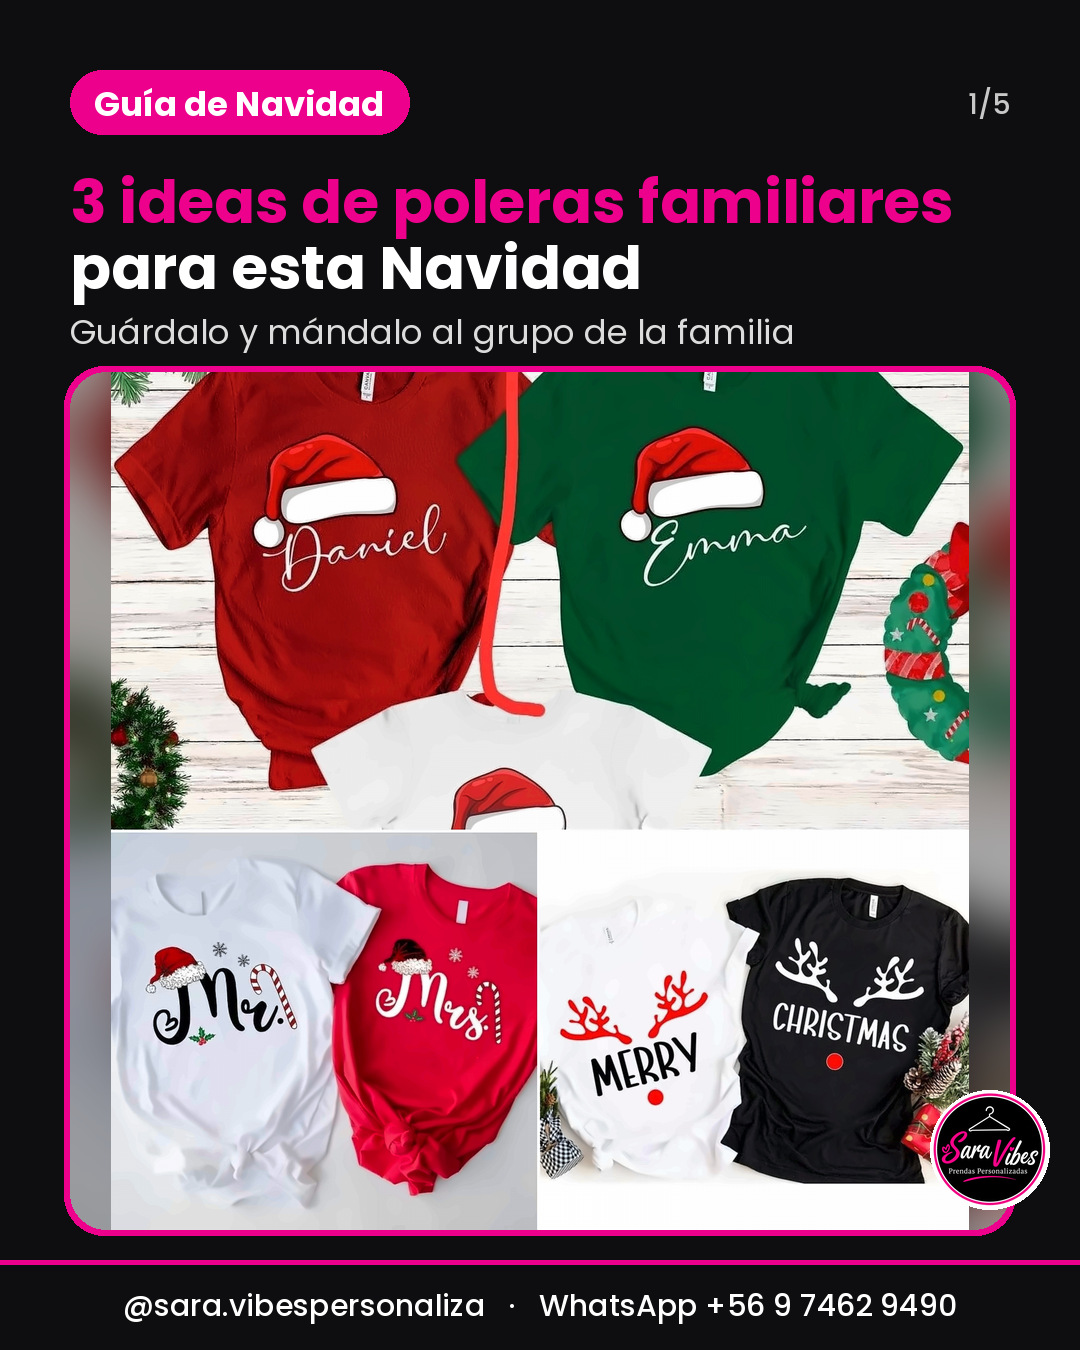 Guía de Navidad
1/5
3 ideas de poleras familiares
para esta Navidad
Guárdalo y mándalo al grupo de la familia
Daniel
Emma
Mr.
Mrs.
MERRY
CHRISTMAS
Sara Vibes
Prendas Personalizadas
@sara.vibespersonaliza · WhatsApp +56 9 7462 9490